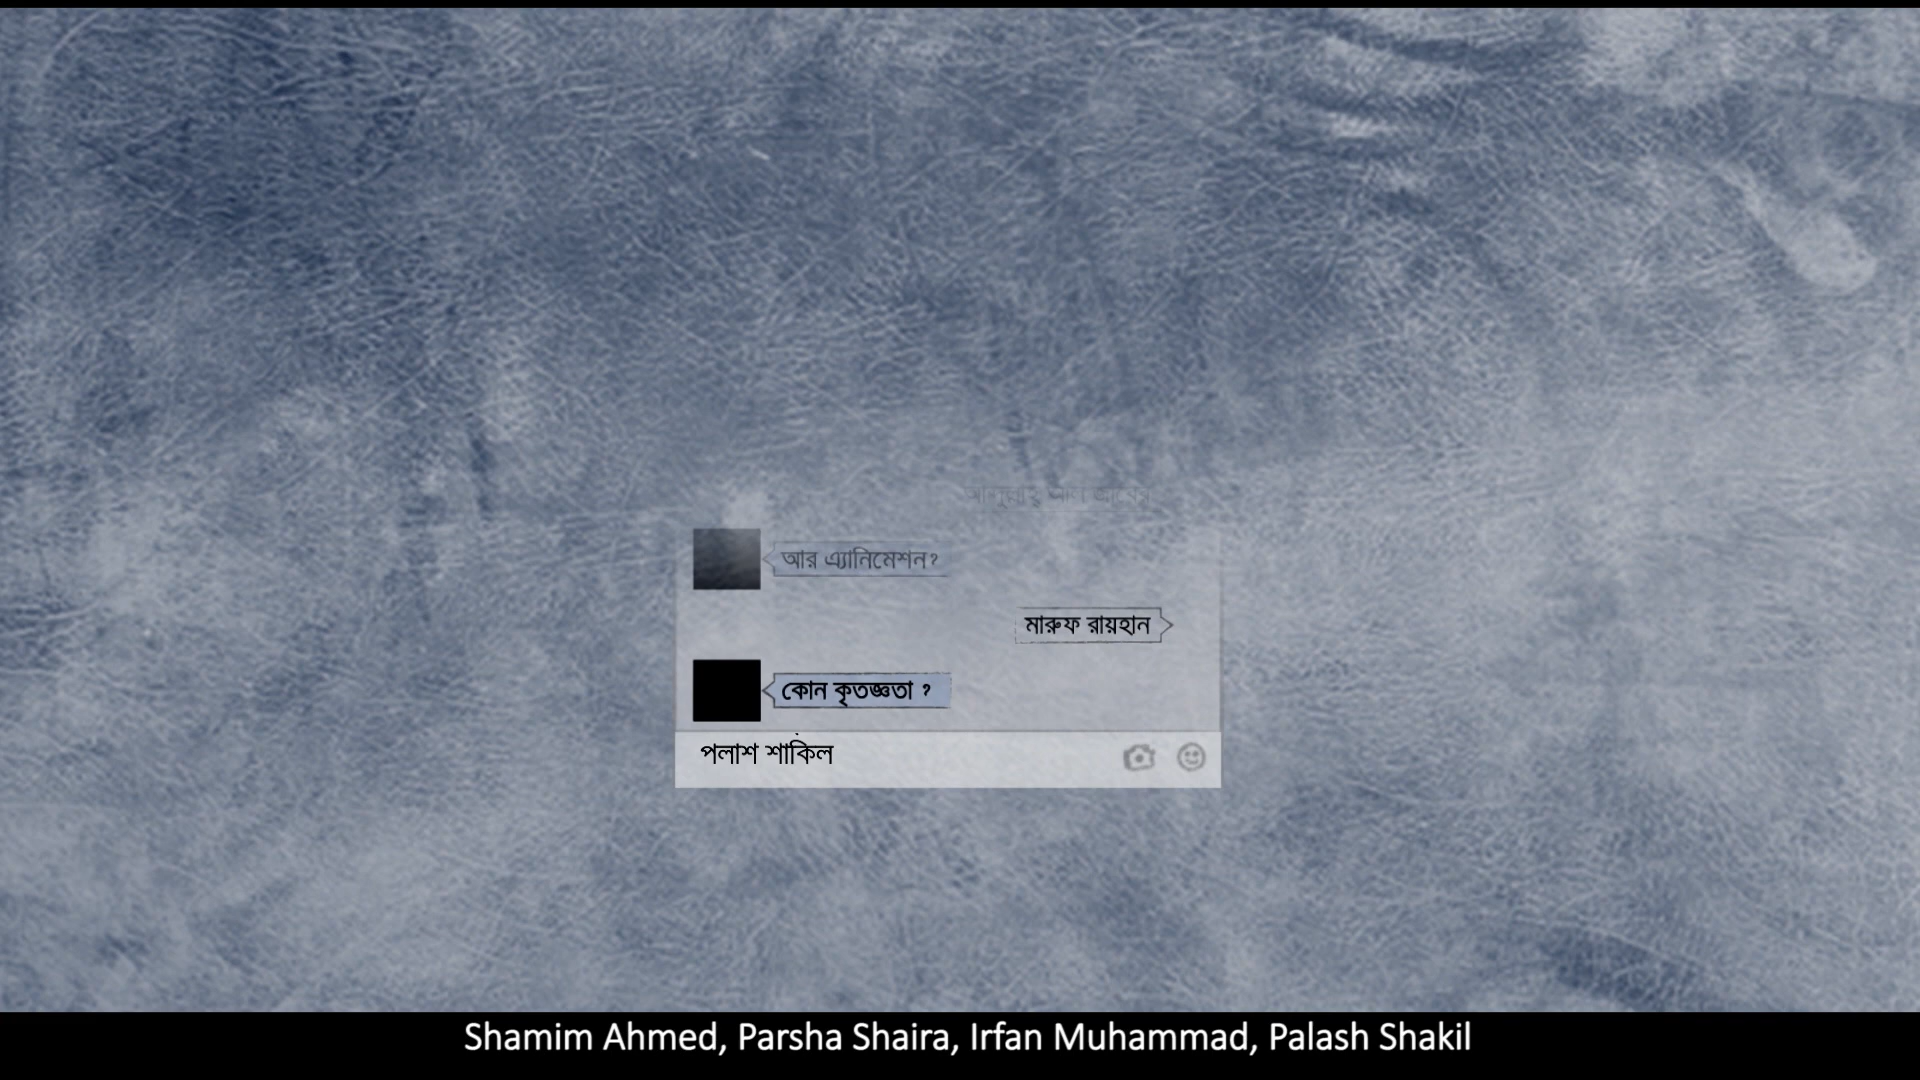 আর এ্যানিমেশন?
মারুফ রায়হান
কোন কৃতজ্ঞতা ?
পলাশ শাকিল
Shamim Ahmed, Parsha Shaira, Irfan Muhammad, Palash Shakil